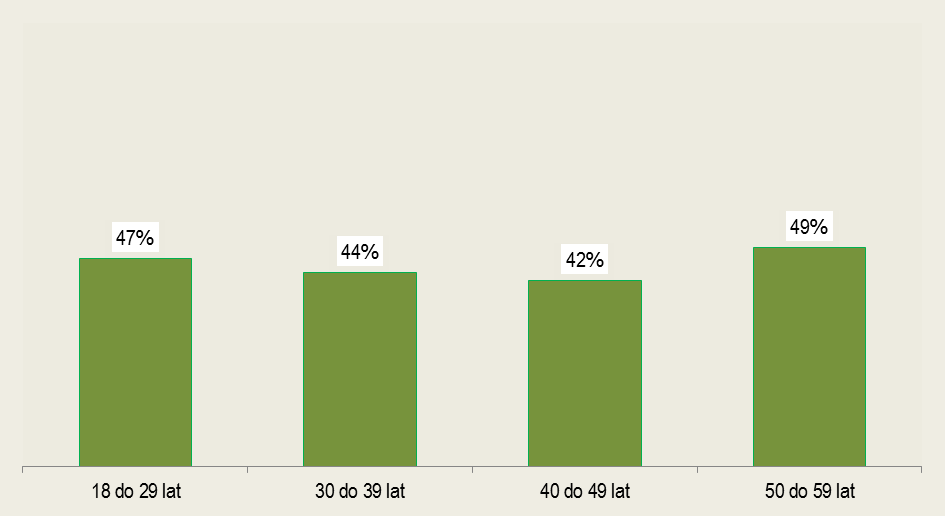 47%
44%
42%
49%
18 do 29 lat
30 do 39 lat
40 do 49 lat
50 do 59 lat